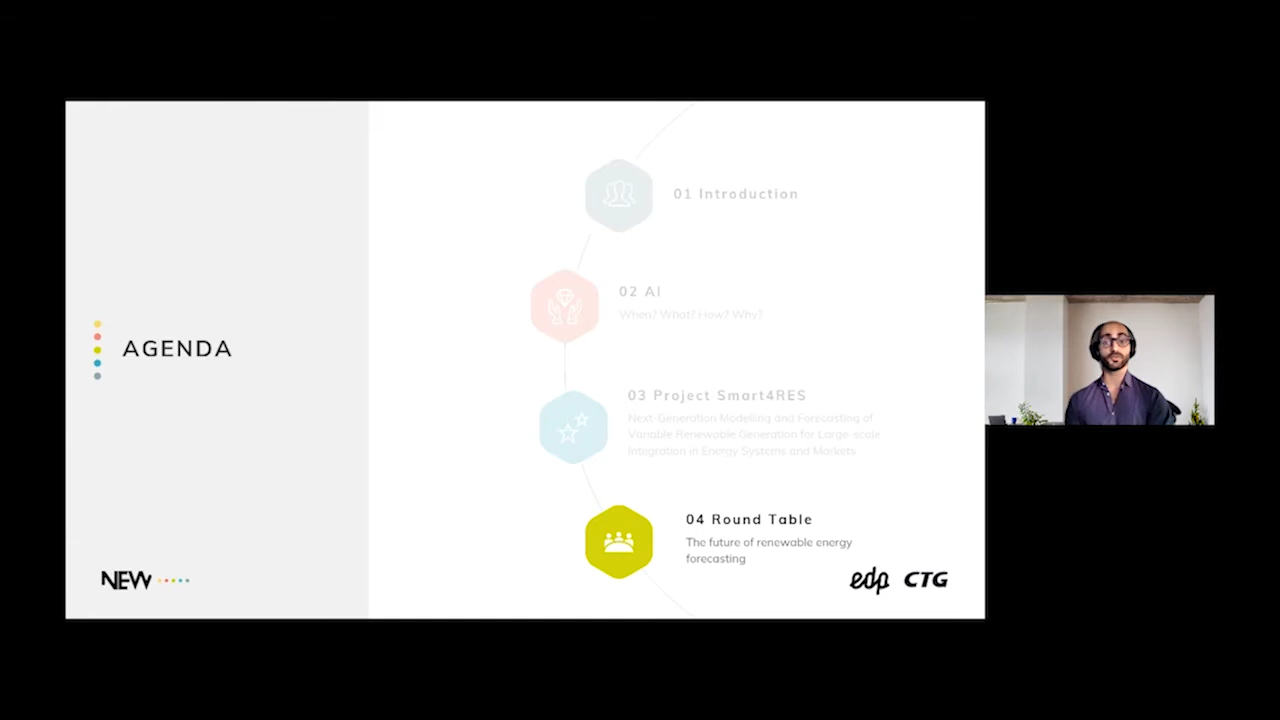 AGENDA
01 Introduction
02 AI
When? What? How? Why?
03 Project Smart4RES
Next-Generation Modelling and Forecasting of
Variable Renewable Generation for Large-scale
Integration in Energy Systems and Markets
04 Round Table
The future of renewable energy
forecasting
NEW
edp CTG